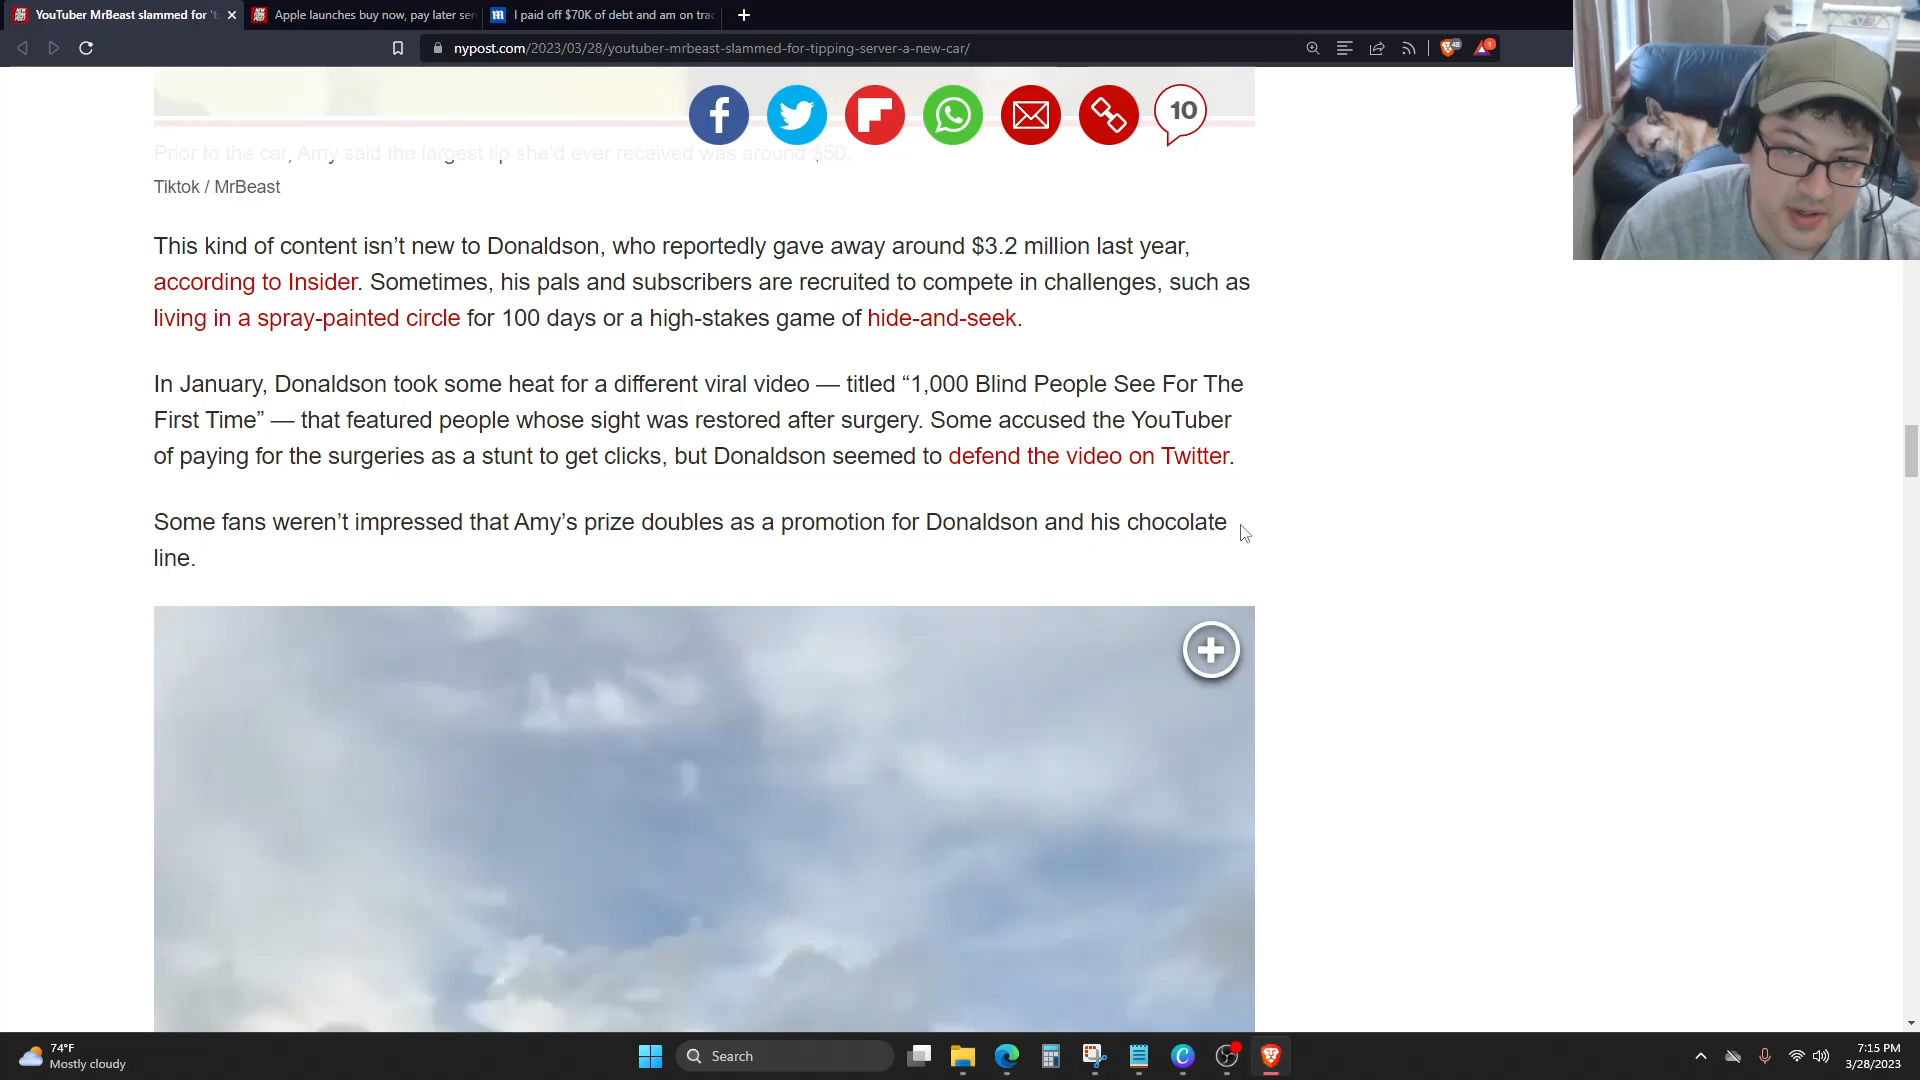 YouTuber MrBeast slammed for 't
Apple launches buy now, pay later ser
I paid off $70K of debt and am on trac
nypost.com/2023/03/28/youtuber-mrbeast-slammed-for-tipping-server-a-new-car/
48
1
10
Prior to the car, Amy said the largest tip she'd ever received was around $50.
Tiktok / MrBeast
This kind of content isn’t new to Donaldson, who reportedly gave away around $3.2 million last year,
according to Insider. Sometimes, his pals and subscribers are recruited to compete in challenges, such as
living in a spray-painted circle for 100 days or a high-stakes game of hide-and-seek.
In January, Donaldson took some heat for a different viral video — titled “1,000 Blind People See For The
First Time” — that featured people whose sight was restored after surgery. Some accused the YouTuber
of paying for the surgeries as a stunt to get clicks, but Donaldson seemed to defend the video on Twitter.
Some fans weren’t impressed that Amy’s prize doubles as a promotion for Donaldson and his chocolate
line.
74°F
Mostly cloudy
Search
7:15 PM
3/28/2023